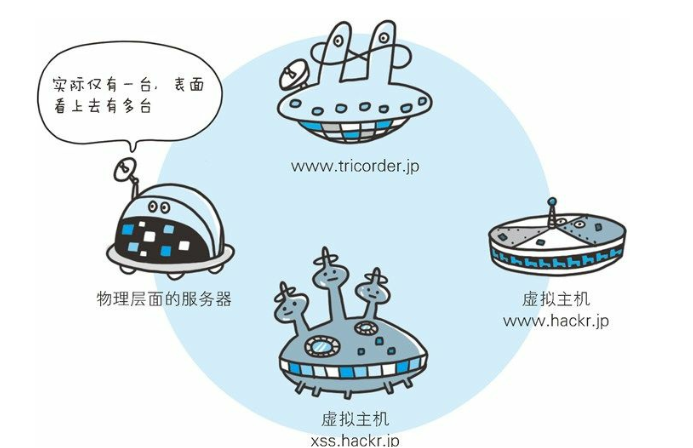 实际仅有一台，表面
看上去有多台
www.tricorder.jp
物理层面的服务器
虚拟主机
www.hackr.jp
虚拟主机
xss.hackr.jp